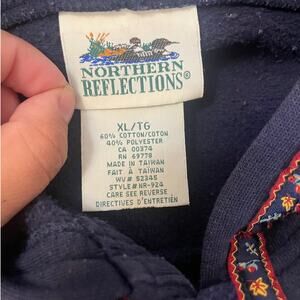 NORTHERN
REFLECTIONS®
XL/TG
60% COTTON/COTON
40% POLYESTER
CA 00374
RN 69778
MADE IN TAIWAN
FAIT À TAIWAN
WV# 52345
STYLE# NR-924
CARE SEE REVERSE
DIRECTIVES D'ENTRETIEN